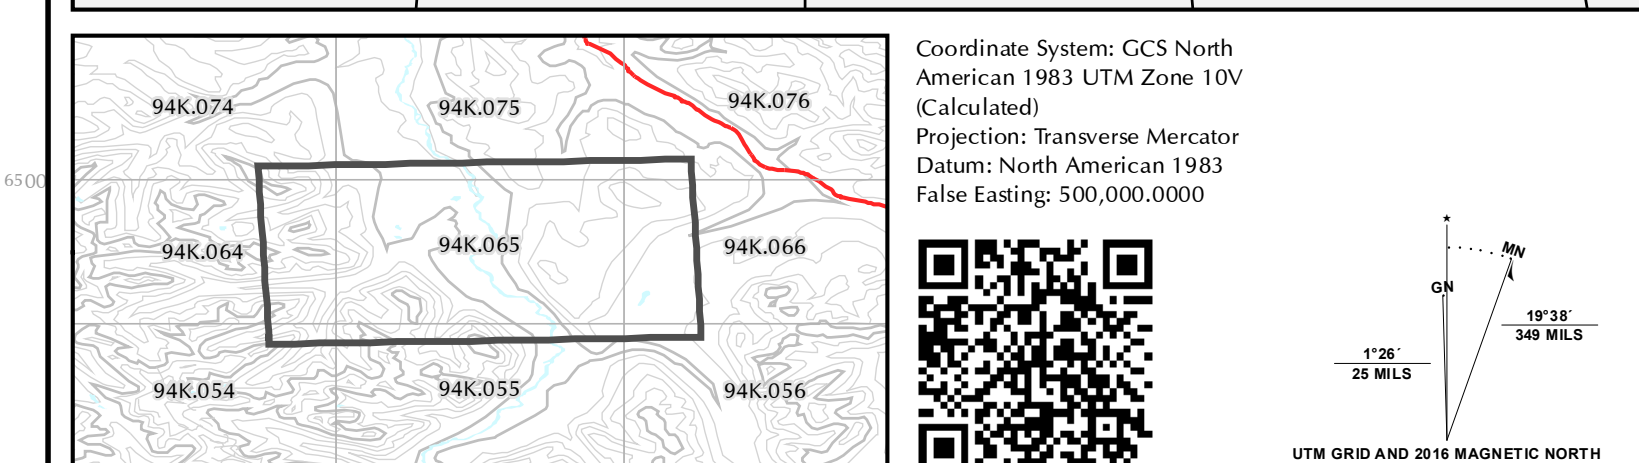 94K.074
94K.075
94K.076
6500
94K.064
94K.065
94K.066
94K.054
94K.055
94K.056
Coordinate System: GCS North
American 1983 UTM Zone 10V
(Calculated)
Projection: Transverse Mercator
Datum: North American 1983
False Easting: 500,000.0000
MN
GN
19°38´
349 MILS
1°26´
25 MILS
UTM GRID AND 2016 MAGNETIC NORTH